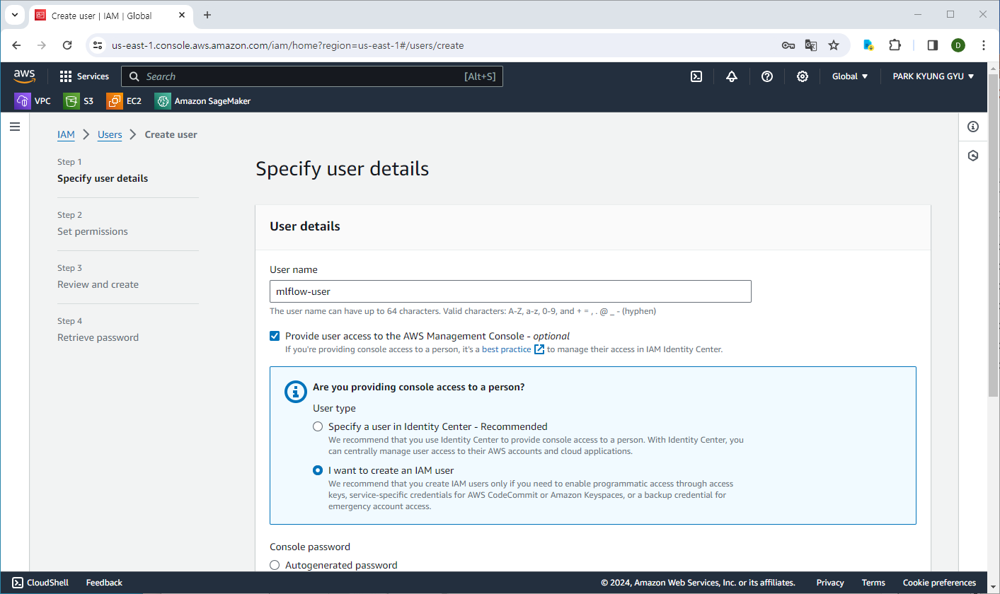 Create user | IAM | Global
us-east-1.console.aws.amazon.com/iam/home?region=us-east-1#/users/create
D
aws
Services
Search
[Alt+S]
Global
PARK KYUNG GYU
VPC
S3
EC2
Amazon SageMaker
IAM
Users
Create user
Step 1
Specify user details
Step 2
Set permissions
Step 3
Review and create
Step 4
Retrieve password
Specify user details
User details
User name
mlflow-user
The user name can have up to 64 characters. Valid characters: A-Z, a-z, 0-9, and + = , . @ _ - (hyphen)
Provide user access to the AWS Management Console - optional
If you're providing console access to a person, it's a best practice to manage their access in IAM Identity Center.
Are you providing console access to a person?
User type
Specify a user in Identity Center - Recommended
We recommend that you use Identity Center to provide console access to a person. With Identity Center, you
can centrally manage user access to their AWS accounts and cloud applications.
I want to create an IAM user
We recommend that you create IAM users only if you need to enable programmatic access through access
keys, service-specific credentials for AWS CodeCommit or Amazon Keyspaces, or a backup credential for
emergency account access.
Console password
Autogenerated password
CloudShell
Feedback
© 2024, Amazon Web Services, Inc. or its affiliates.
Privacy
Terms
Cookie preferences